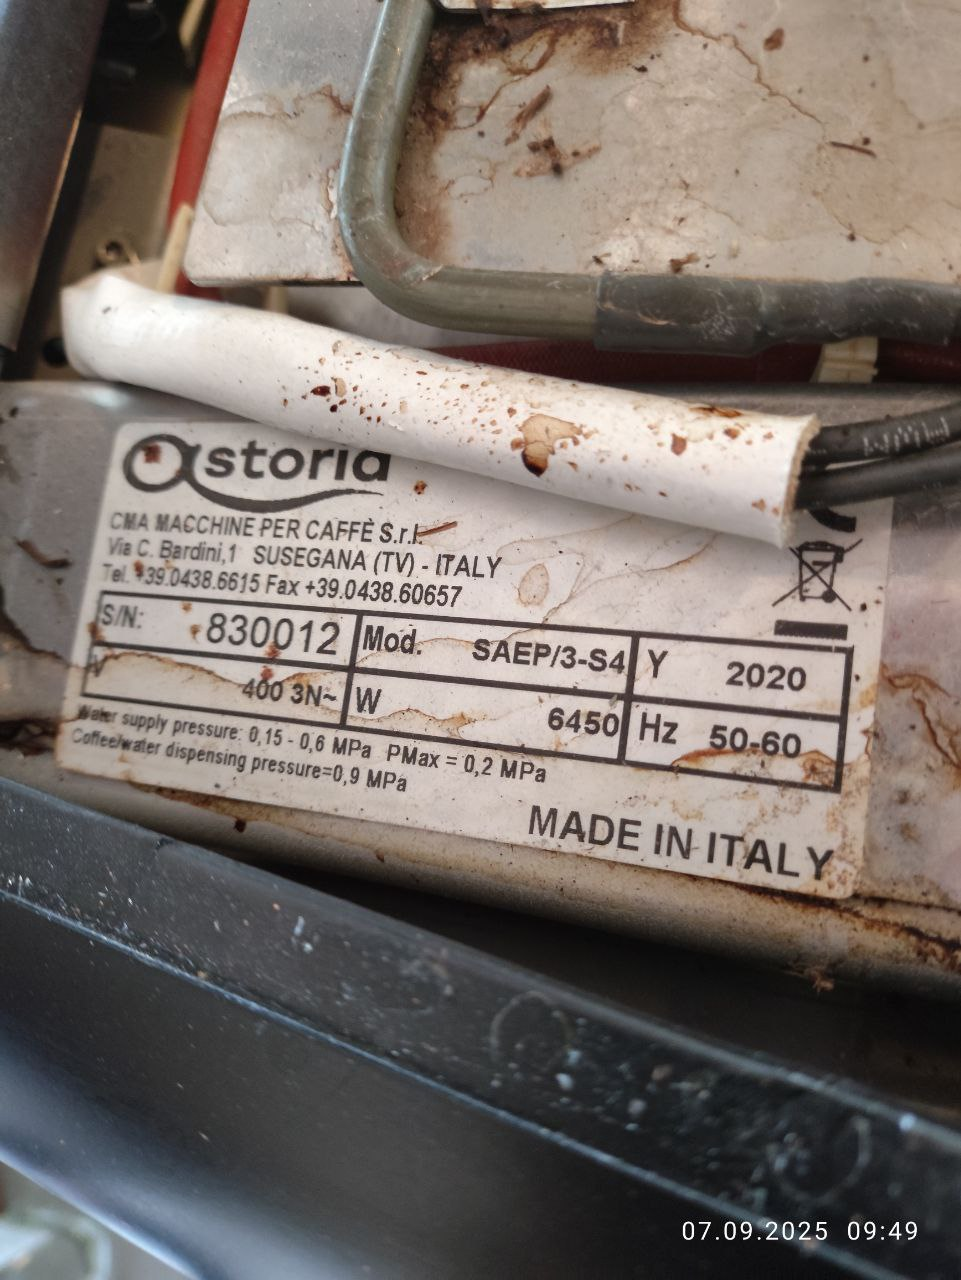 astoria
CMA MACCHINE PER CAFFÈ S.r.l.
Via C. Bardini,1 SUSEGANA (TV) - ITALY
Tel. +39.0438.6615 Fax +39.0438.60657
S/N: 830012 Mod. SAEP/3-S4 Y 2020
V 400 3N~ W 6450 Hz 50-60
Water supply pressure: 0,15 - 0,6 MPa PMax = 0,2 MPa
Coffee/water dispensing pressure=0,9 MPa
MADE IN ITALY
07.09.2025 09:49